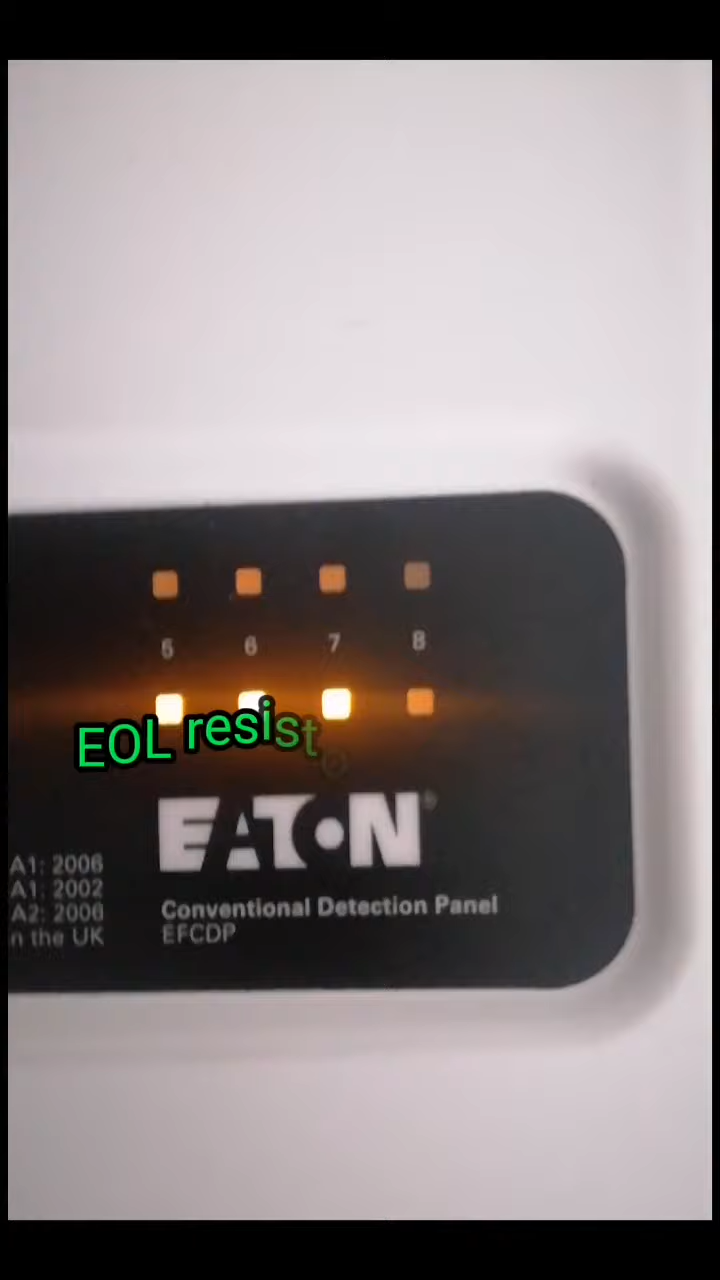 5 6 7 8
EOL resist
EATON®
A1: 2006
A1: 2002
A2: 2006
n the UK
Conventional Detection Panel
EFCDP